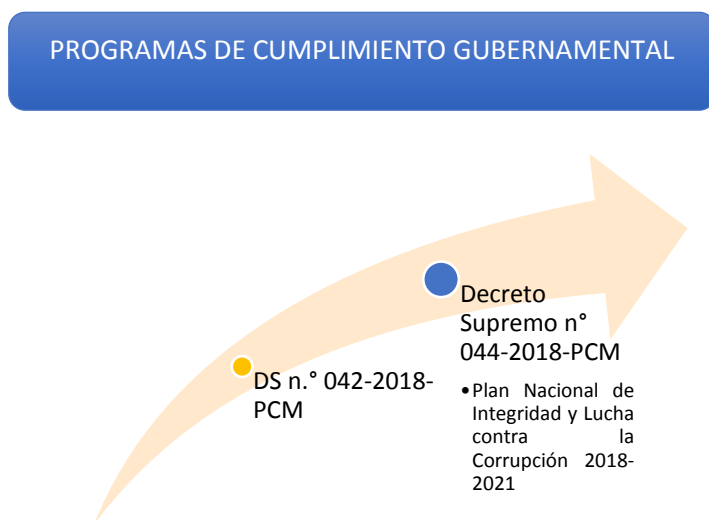 PROGRAMAS DE CUMPLIMIENTO GUBERNAMENTAL
DS n.° 042-2018-
PCM
Decreto
Supremo n°
044-2018-PCM
•Plan Nacional de
Integridad y Lucha
contra la
Corrupción 2018-
2021